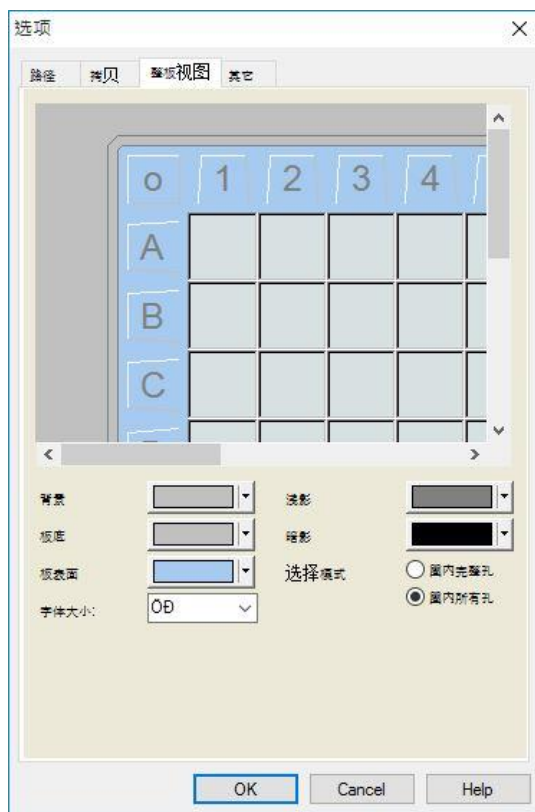 选项
路径 拷贝 整板视图 其它
o 1 2 3 4
A
B
C
背景 浅影
板底 暗影
板表面 选择模式 圈内完整孔
字体大小: ÖÐ 圈内所有孔
OK Cancel Help